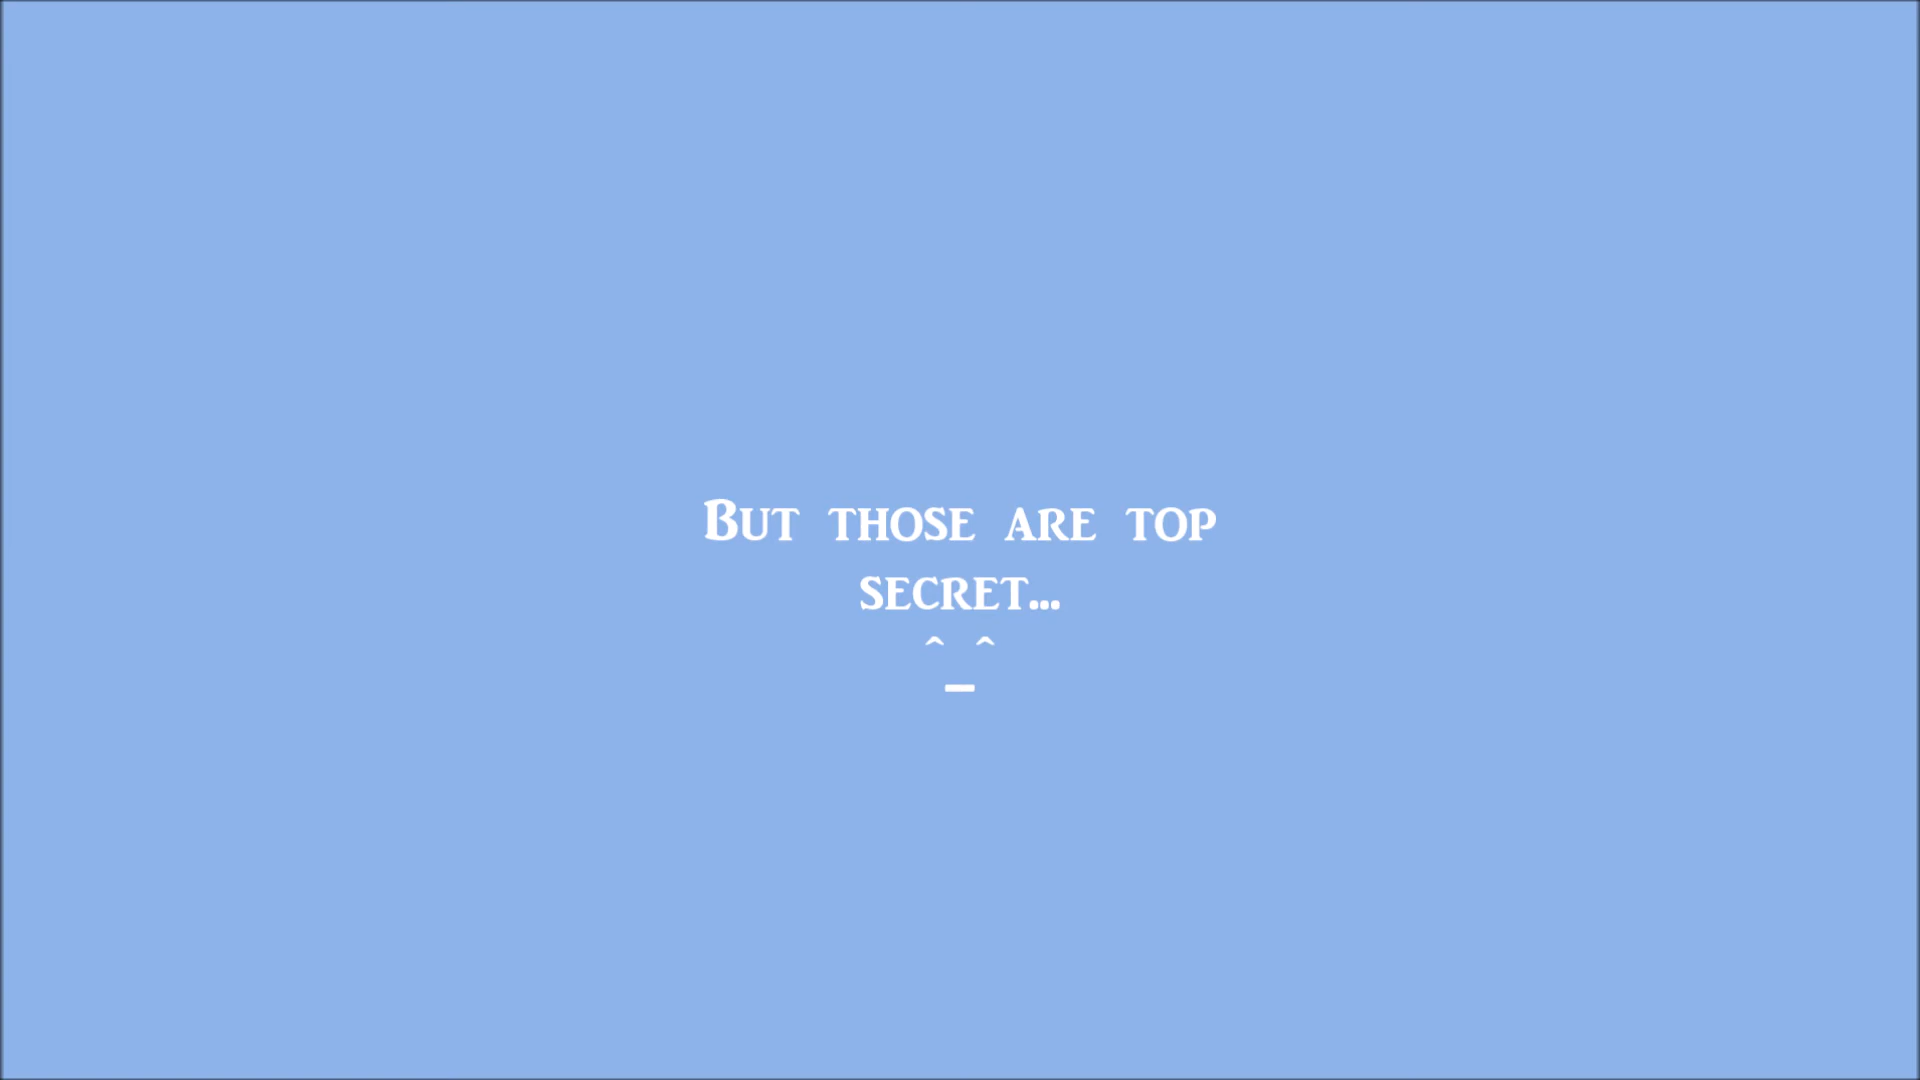 But those are top
secret...
^ ^
_